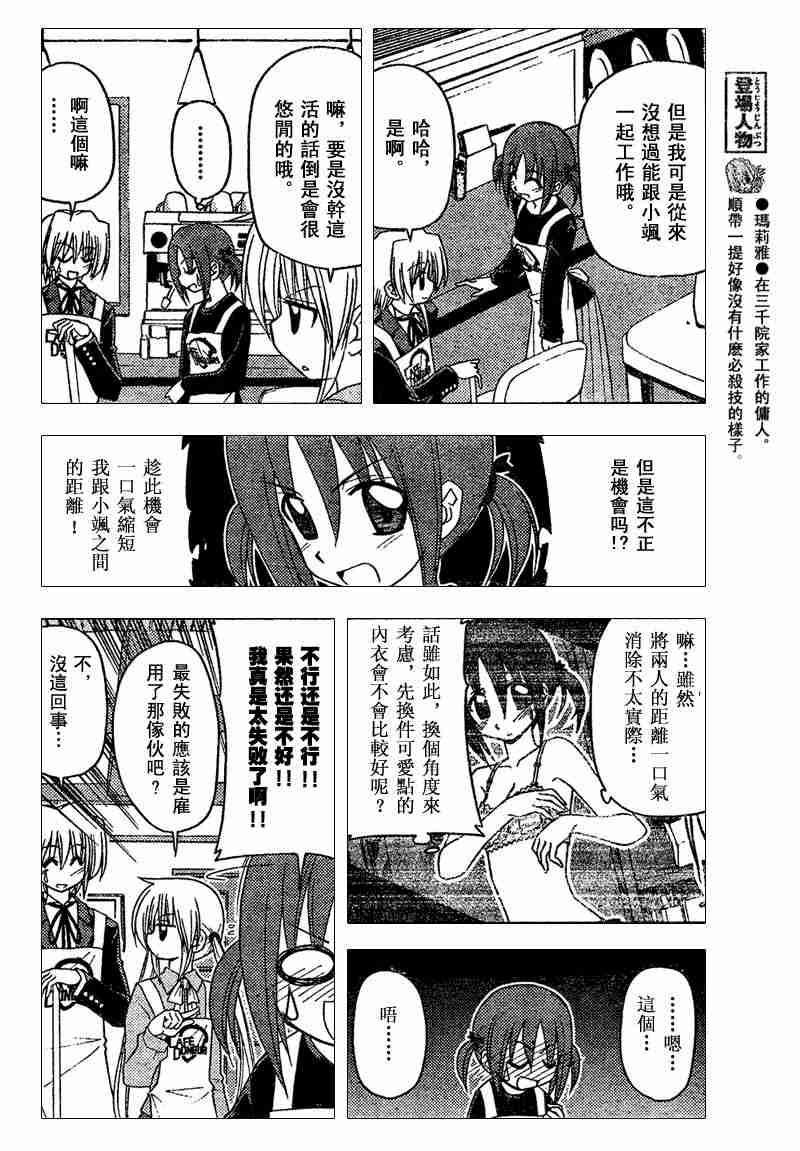 登場人物
とうじょうじんぶつ
●瑪莉雅●在三千院家工作的傭人。
順帶一提好像沒有什麽必殺技的樣子。
但是我可是從來
沒想過能跟小颯
一起工作哦。
哈哈,
是啊。
嘛,要是沒幹這
活的話倒是會很
悠閒的哦。
………
啊這個嘛
……
但是這不正
是機會吗!?
趁此機會
一口氣縮短
我跟小颯之間
的距離!
嘛…雖然
將兩人的距離一口氣
消除不太實際…
話雖如此,換個角度來
考慮,先換件可愛點的
內衣會不會比較好呢?
……嗯
這個…
……
唔
不行还是不行!!
果然还是不好!!
我真是太失败了啊!!
最失敗的應該是雇
用了那傢伙吧?
不,
沒這回事…
CAFE
DONGURI